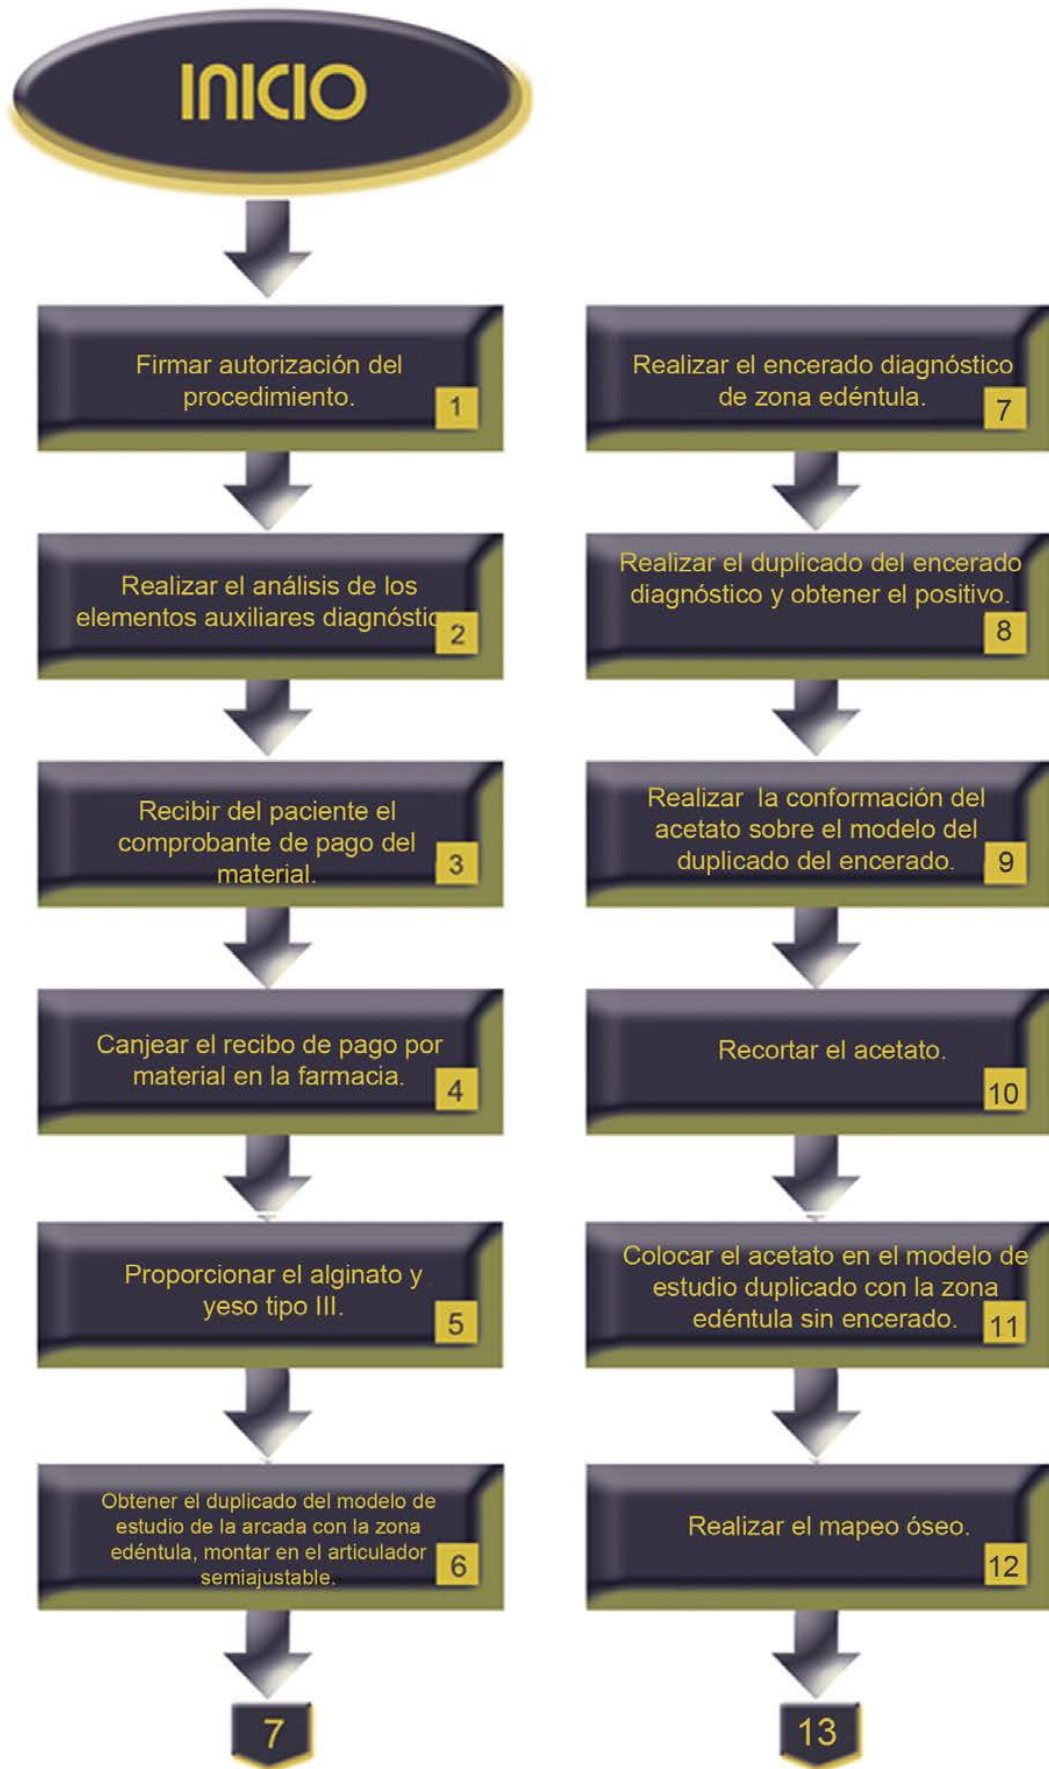 INICIO
Firmar autorización del
procedimiento.
1
Realizar el análisis de los
elementos auxiliares diagnóstic
2
Recibir del paciente el
comprobante de pago del
material.
3
Canjear el recibo de pago por
material en la farmacia.
4
Proporcionar el alginato y
yeso tipo III.
5
Obtener el duplicado del modelo de
estudio de la arcada con la zona
edéntula, montar en el articulador
semiajustable.
6
7
Realizar el encerado diagnóstico
de zona edéntula.
7
Realizar el duplicado del encerado
diagnóstico y obtener el positivo.
8
Realizar la conformación del
acetato sobre el modelo del
duplicado del encerado.
9
Recortar el acetato.
10
Colocar el acetato en el modelo de
estudio duplicado con la zona
edéntula sin encerado.
11
Realizar el mapeo óseo.
12
13